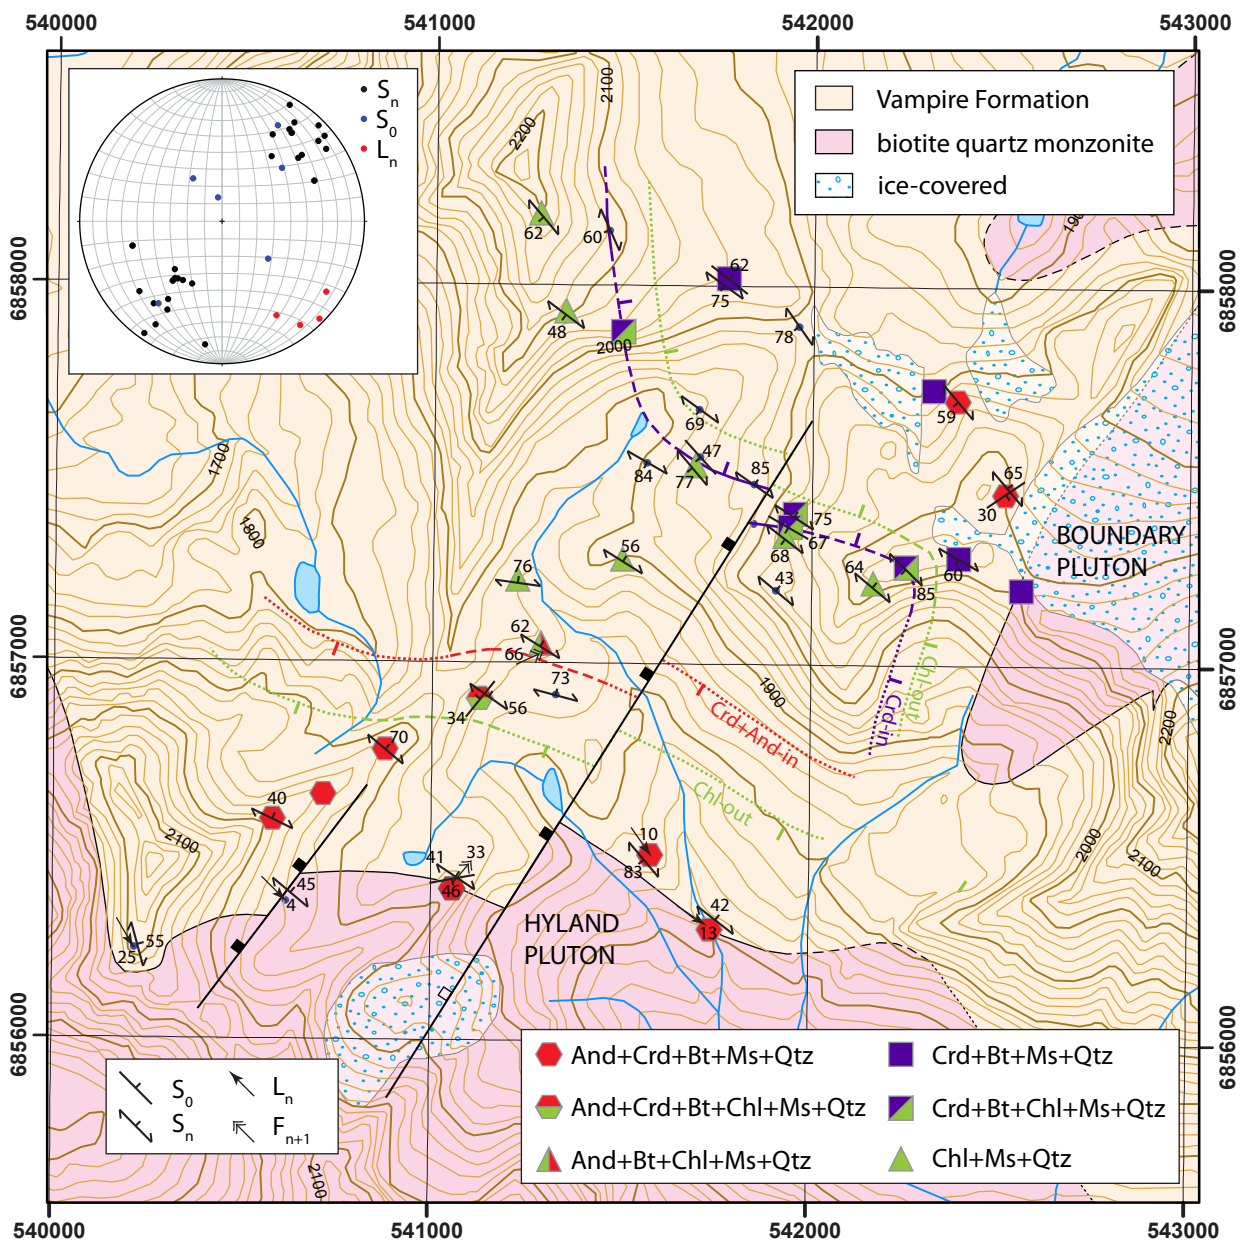 540000 541000 542000 543000
Sn
S0
Ln
Vampire Formation
biotite quartz monzonite
ice-covered
2100
2200
190
62
60
6858000
6858000
62
75
48
2000
78
69
59
47
77
84
85
1700
65
30
75
67
68
1800
BOUNDARY
PLUTON
56
76
64
60
85
43
62
66
6857000
6857000
73
1900
34
56
Chl-out
Crd-in
Crd+And-in
2200
70
Chl-out
40
2100
10
83
2000
2100
41
33
46
45
4
42
13
55
25
HYLAND
PLUTON
6856000
6856000
S0
Ln
Sn
Fn+1
2100
And+Crd+Bt+Ms+Qtz
Crd+Bt+Ms+Qtz
And+Crd+Bt+Chl+Ms+Qtz
Crd+Bt+Chl+Ms+Qtz
And+Bt+Chl+Ms+Qtz
Chl+Ms+Qtz
540000 541000 542000 543000